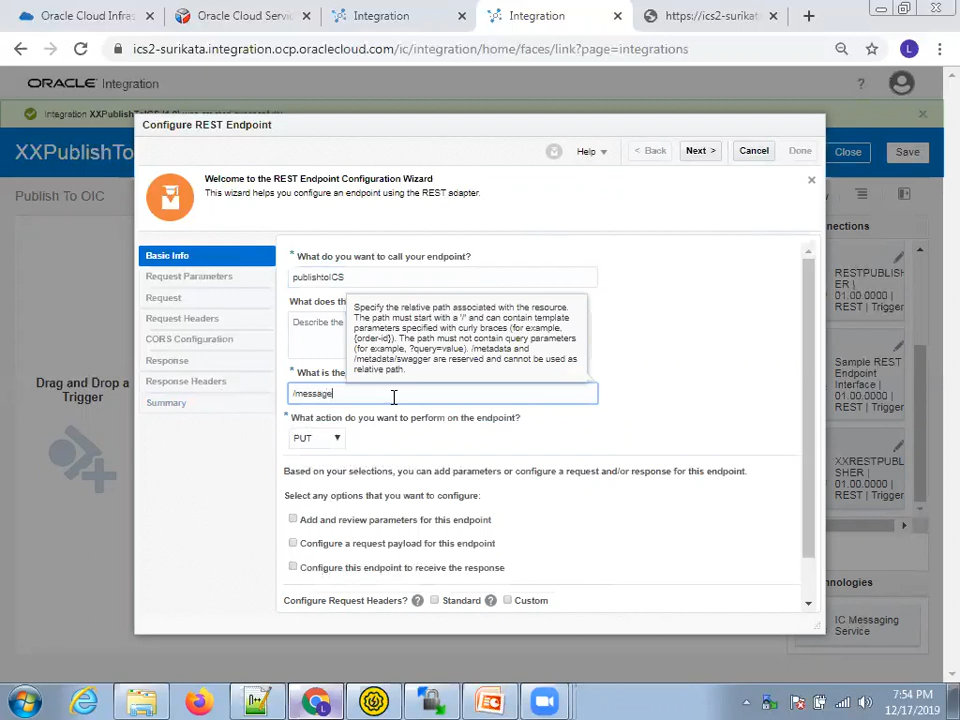 Oracle Cloud Infras
Oracle Cloud Servic
Integration
Integration
https://ics2-surikata
ics2-surikata.integration.ocp.oraclecloud.com/ic/integration/home/faces/link?page=integrations
L
ORACLE Integration
?
XXPublishTo
Close
Save
Publish To OIC
Configure REST Endpoint
Help
< Back
Next >
Cancel
Done
Welcome to the REST Endpoint Configuration Wizard
This wizard helps you configure an endpoint using the REST adapter.
Basic Info
Request Parameters
Request
Request Headers
CORS Configuration
Response
Response Headers
Summary
* What do you want to call your endpoint?
publishtoICS
What does th
Describe the
Specify the relative path associated with the resource.
The path must start with a '/' and can contain template
parameters specified with curly braces (for example,
{order-id}). The path must not contain query parameters
(for example, ?query=value). /metadata and
/metadata/swagger are reserved and cannot be used as
relative path.
* What is the
/message
* What action do you want to perform on the endpoint?
PUT
Based on your selections, you can add parameters or configure a request and/or response for this endpoint.
Select any options that you want to configure:
Add and review parameters for this endpoint
Configure a request payload for this endpoint
Configure this endpoint to receive the response
Configure Request Headers? ? Standard ? Custom
Drag and Drop a
Trigger
nnections
RESTPUBLISH
ER \
01.00.0000 |
REST | Trigger
Sample REST
Endpoint
Interface |
01.00.0000 |
REST | Trigger
XXRESTPUBLI
SHER |
01.00.0000 |
REST | Trigger
hnologies
IC Messaging
Service
7:54 PM
12/17/2019